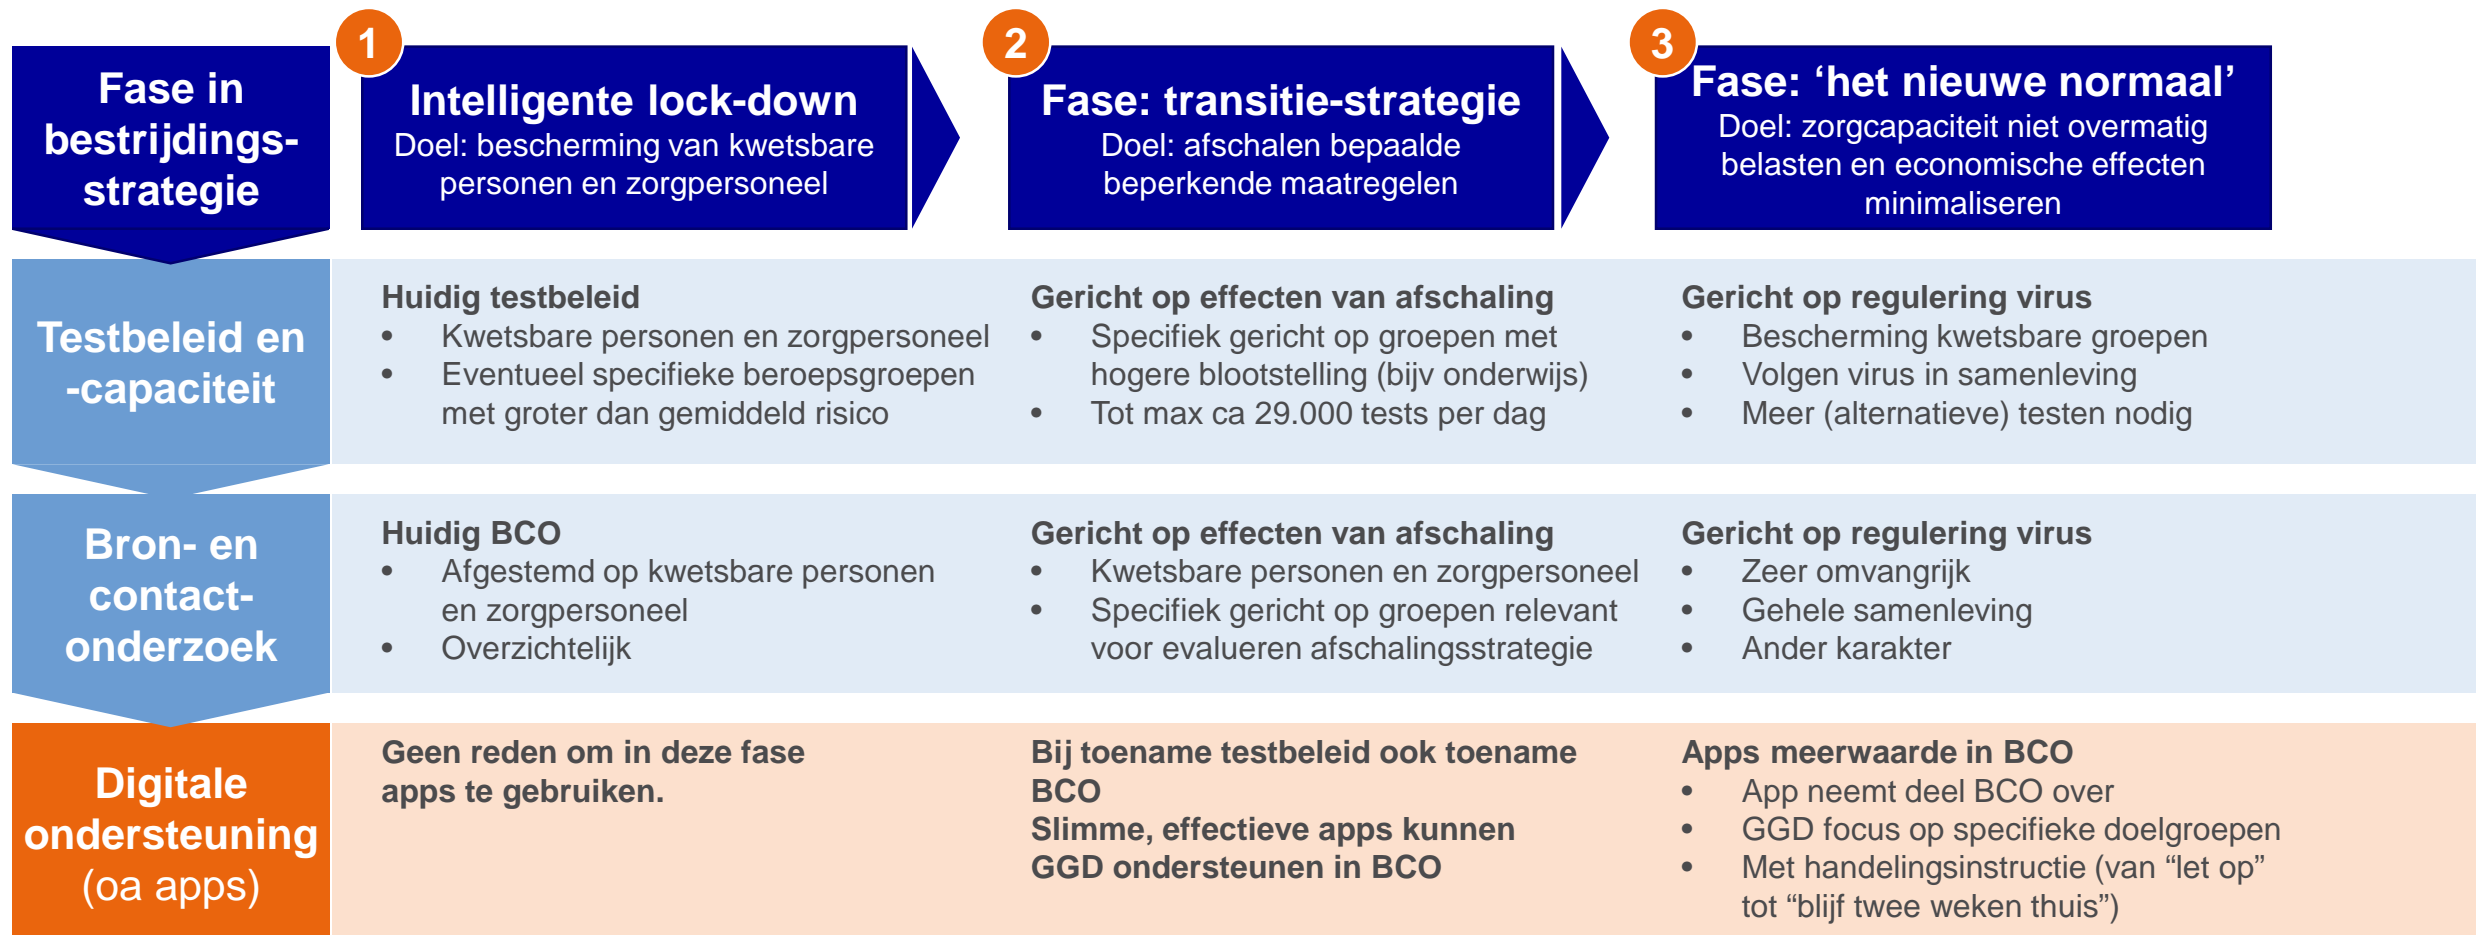 Fase in
bestrijdings-
strategie
1
Intelligente lock-down
Doel: bescherming van kwetsbare
personen en zorgpersoneel
2
Fase: transitie-strategie
Doel: afschalen bepaalde
beperkende maatregelen
3
Fase: ‘het nieuwe normaal’
Doel: zorgcapaciteit niet overmatig
belasten en economische effecten
minimaliseren
Testbeleid en
-capaciteit
Huidig testbeleid
• Kwetsbare personen en zorgpersoneel
• Eventueel specifieke beroepsgroepen
met groter dan gemiddeld risico
Gericht op effecten van afschaling
• Specifiek gericht op groepen met
hogere blootstelling (bijv onderwijs)
• Tot max ca 29.000 tests per dag
Gericht op regulering virus
• Bescherming kwetsbare groepen
• Volgen virus in samenleving
• Meer (alternatieve) testen nodig
Bron- en
contact-
onderzoek
Huidig BCO
• Afgestemd op kwetsbare personen
en zorgpersoneel
• Overzichtelijk
Gericht op effecten van afschaling
• Kwetsbare personen en zorgpersoneel
• Specifiek gericht op groepen relevant
voor evalueren afschalingsstrategie
Gericht op regulering virus
• Zeer omvangrijk
• Gehele samenleving
• Ander karakter
Digitale
ondersteuning
(oa apps)
Geen reden om in deze fase
apps te gebruiken.
Bij toename testbeleid ook toename
BCO
Slimme, effectieve apps kunnen
GGD ondersteunen in BCO
Apps meerwaarde in BCO
• App neemt deel BCO over
• GGD focus op specifieke doelgroepen
• Met handelingsinstructie (van “let op”
tot “blijf twee weken thuis”)